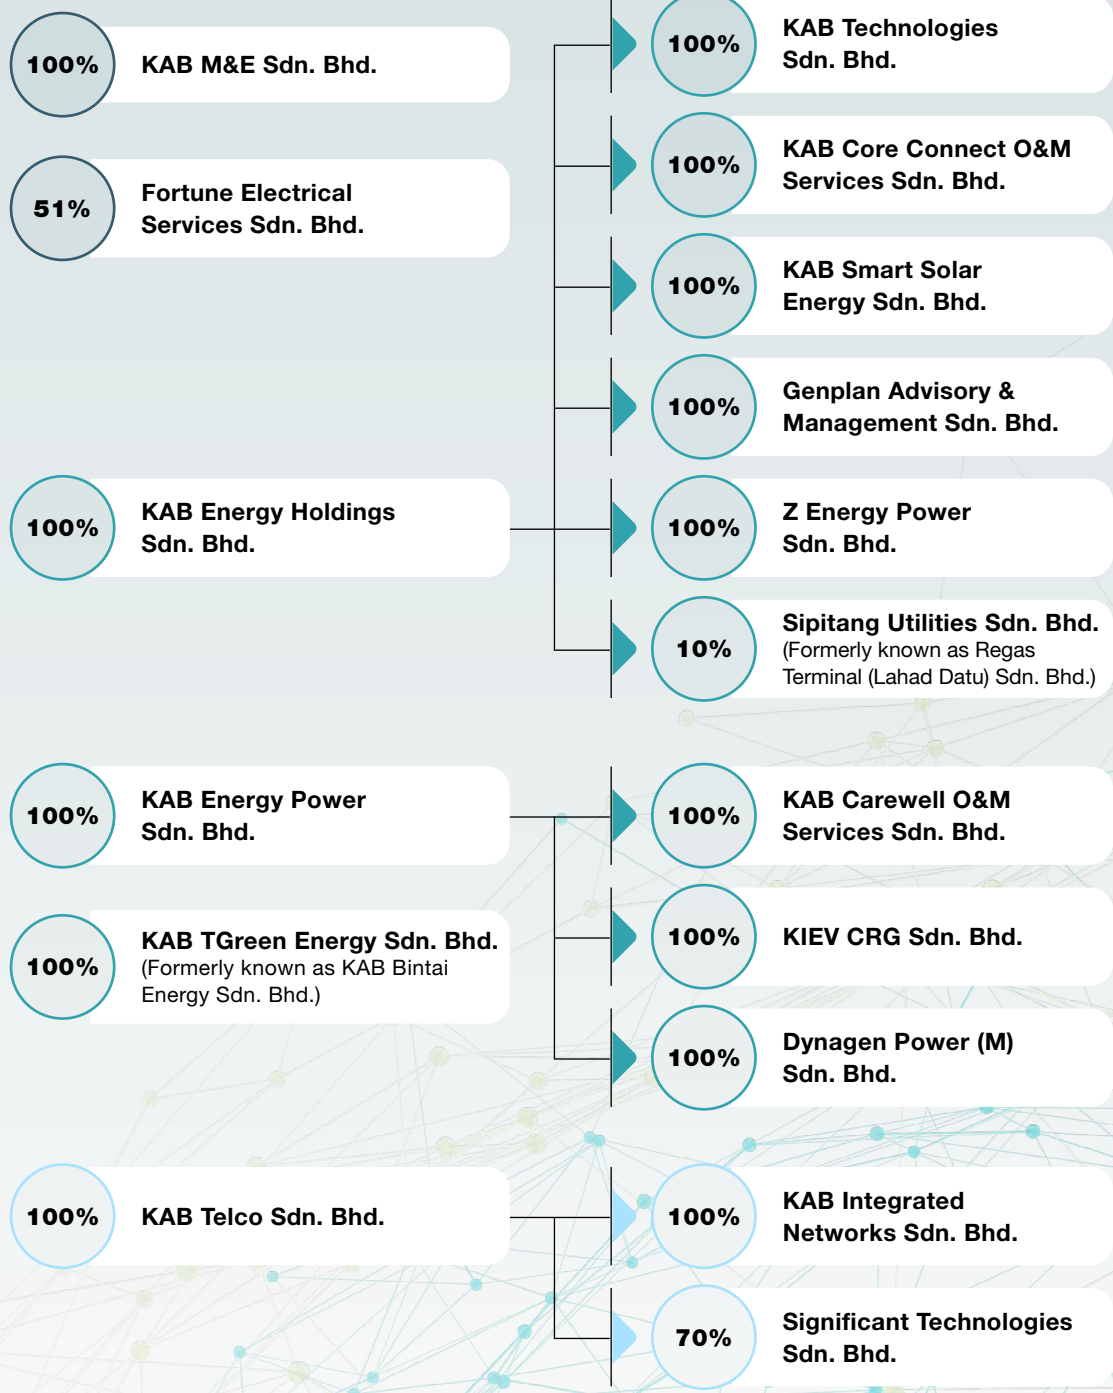 100%
KAB M&E Sdn. Bhd.
51%
Fortune Electrical
Services Sdn. Bhd.
100%
KAB Energy Holdings
Sdn. Bhd.
100%
KAB Technologies
Sdn. Bhd.
100%
KAB Core Connect O&M
Services Sdn. Bhd.
100%
KAB Smart Solar
Energy Sdn. Bhd.
100%
Genplan Advisory &
Management Sdn. Bhd.
100%
Z Energy Power
Sdn. Bhd.
10%
Sipitang Utilities Sdn. Bhd.
(Formerly known as Regas
Terminal (Lahad Datu) Sdn. Bhd.)
100%
KAB Energy Power
Sdn. Bhd.
100%
KAB TGreen Energy Sdn. Bhd.
(Formerly known as KAB Bintai
Energy Sdn. Bhd.)
100%
KAB Carewell O&M
Services Sdn. Bhd.
100%
KIEV CRG Sdn. Bhd.
100%
Dynagen Power (M)
Sdn. Bhd.
100%
KAB Telco Sdn. Bhd.
100%
KAB Integrated
Networks Sdn. Bhd.
70%
Significant Technologies
Sdn. Bhd.